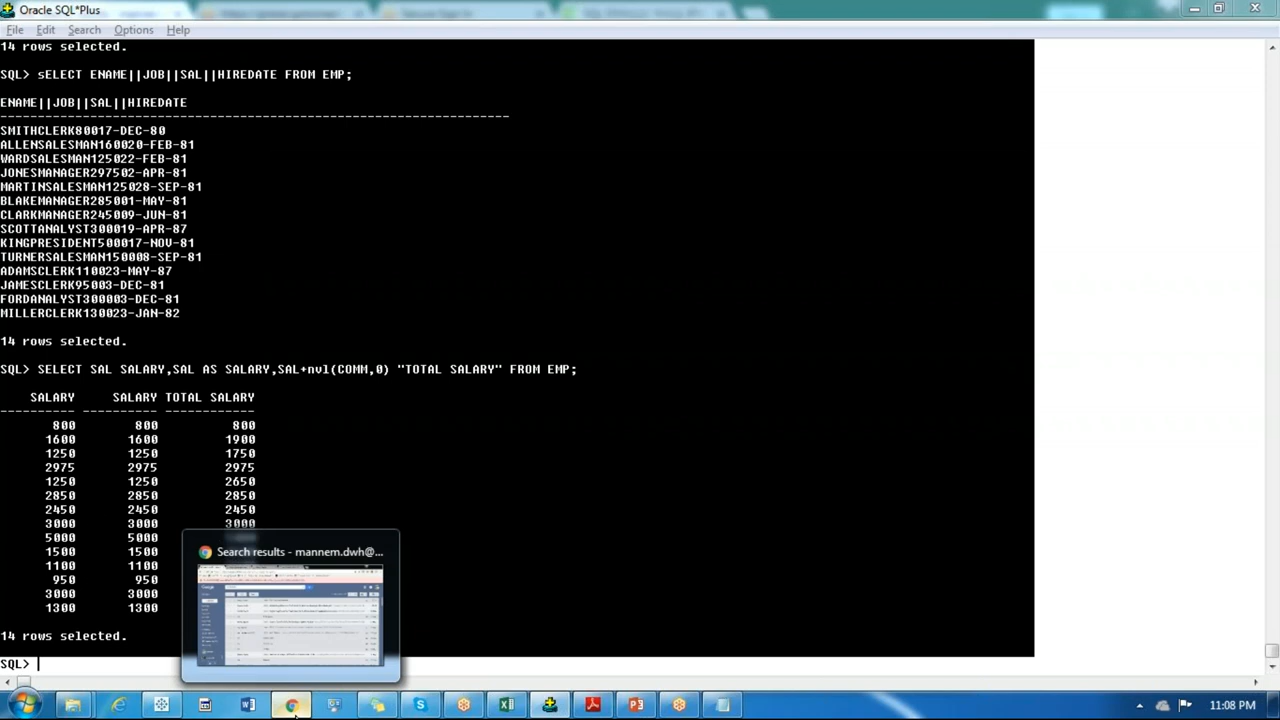 Oracle SQL*Plus
File Edit Search Options Help
14 rows selected.
SQL> sELECT ENAME||JOB||SAL||HIREDATE FROM EMP;
ENAME||JOB||SAL||HIREDATE
--------------------------------------------------------------------------
SMITHCLERK80017-DEC-80
ALLENSALESMAN160020-FEB-81
WARDSALESMAN125022-FEB-81
JONESMANAGER297502-APR-81
MARTINSALESMAN125028-SEP-81
BLAKEMANAGER285001-MAY-81
CLARKMANAGER245009-JUN-81
SCOTTANALYST300019-APR-87
KINGPRESIDENT500017-NOV-81
TURNERSALESMAN150008-SEP-81
ADAMSCLERK110023-MAY-87
JAMESCLERK95003-DEC-81
FORDANALYST300003-DEC-81
MILLERCLERK130023-JAN-82
14 rows selected.
SQL> SELECT SAL SALARY,SAL AS SALARY,SAL+nvl(COMM,0) "TOTAL SALARY" FROM EMP;
SALARY SALARY TOTAL SALARY
---------- ---------- ------------
800 800 800
1600 1600 1900
1250 1250 1750
2975 2975 2975
1250 1250 2650
2850 2850 2850
2450 2450 2450
3000 3000 3000
5000 5000
1500 1500
1100 1100
3000
1300
14 rows selected.
Search results - mannem.dwh@...
SQL>
11:08 PM